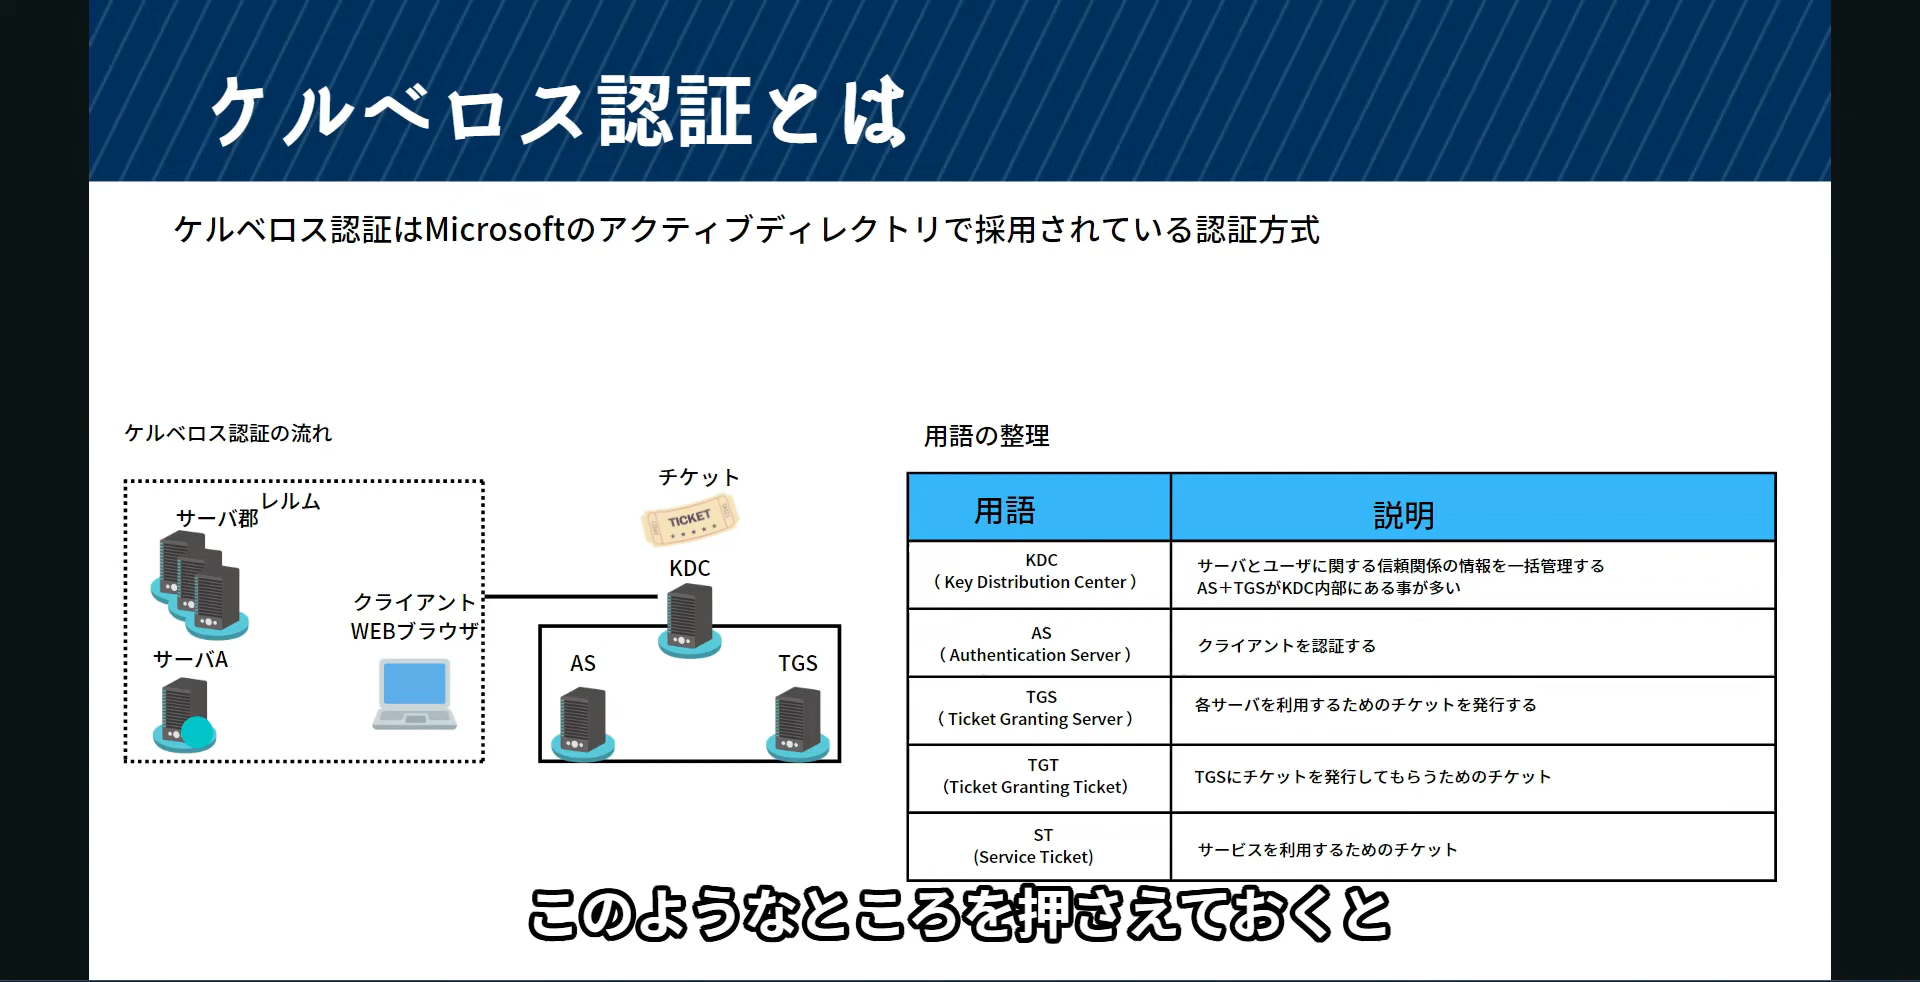 ケルベロス認証とは
ケルベロス認証はMicrosoftのアクティブディレクトリで採用されている認証方式
ケルベロス認証の流れ
レルム
サーバ郡
クライアント
WEBブラウザ
サーバA
チケット
TICKET
KDC
AS
TGS
用語の整理
用語
説明
KDC
( Key Distribution Center )
サーバとユーザに関する信頼関係の情報を一括管理する
AS+TGSがKDC内部にある事が多い
AS
( Authentication Server )
クライアントを認証する
TGS
( Ticket Granting Server )
各サーバを利用するためのチケットを発行する
TGT
(Ticket Granting Ticket)
TGSにチケットを発行してもらうためのチケット
ST
(Service Ticket)
サービスを利用するためのチケット
このようなところを押さえておくと